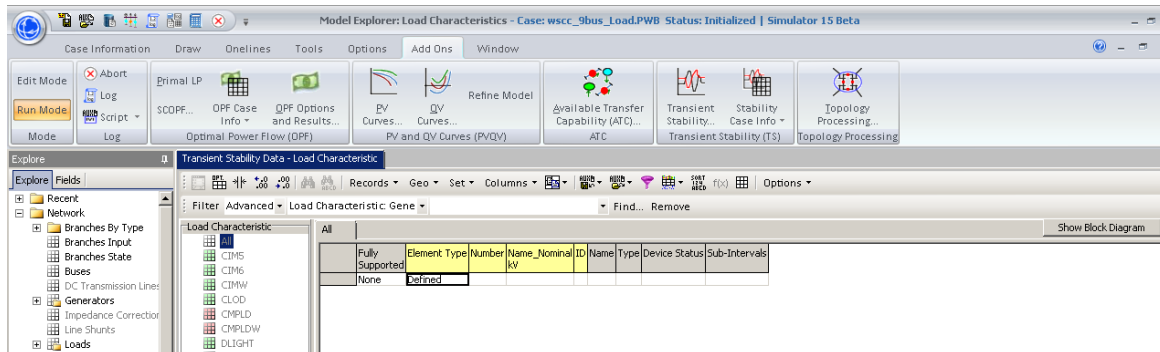 Model Explorer: Load Characteristics - Case: wscc_9bus_Load.PWB Status: Initialized | Simulator 15 Beta
Case Information Draw Onelines Tools Options Add Ons Window
Edit Mode
Run Mode
Mode
Abort
Log
Script
Log
Primal LP
SCOPF...
OPF Case Info
OPF Options and Results...
Optimal Power Flow (OPF)
PV Curves...
QV Curves...
Refine Model
PV and QV Curves (PVQV)
Available Transfer Capability (ATC)...
ATC
Transient Stability...
Stability Case Info
Transient Stability (TS)
Topology Processing...
Topology Processing
Explore
Transient Stability Data - Load Characteristic
Explore Fields
Records Geo Set Columns f(x) Options
Filter Advanced Load Characteristic: Gene Find... Remove
Recent
Network
Branches By Type
Branches Input
Branches State
Buses
DC Transmission Lines
Generators
Impedance Correction
Line Shunts
Loads
Load Characteristic
All
CIM5
CIM6
CIMW
CLOD
CMPLD
CMPLDW
DLIGHT
All
Show Block Diagram
Fully Supported Element Type Number Name_Nominal kV ID Name Type Device Status Sub-Intervals
None Defined